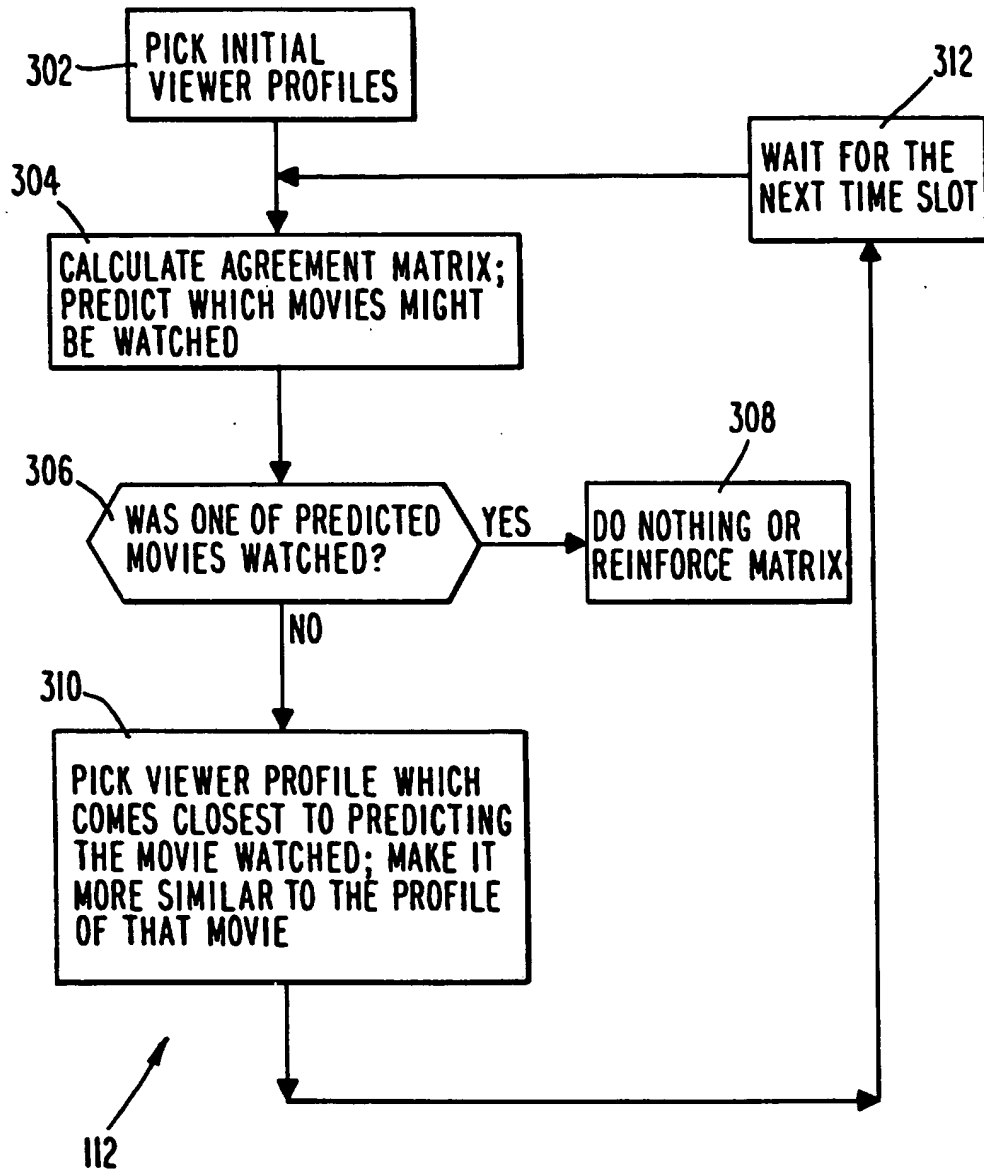 302
PICK INITIAL
VIEWER PROFILES
312
WAIT FOR THE
NEXT TIME SLOT
304
CALCULATE AGREEMENT MATRIX;
PREDICT WHICH MOVIES MIGHT
BE WATCHED
306
WAS ONE OF PREDICTED
MOVIES WATCHED?
YES
308
DO NOTHING OR
REINFORCE MATRIX
NO
310
PICK VIEWER PROFILE WHICH
COMES CLOSEST TO PREDICTING
THE MOVIE WATCHED; MAKE IT
MORE SIMILAR TO THE PROFILE
OF THAT MOVIE
112